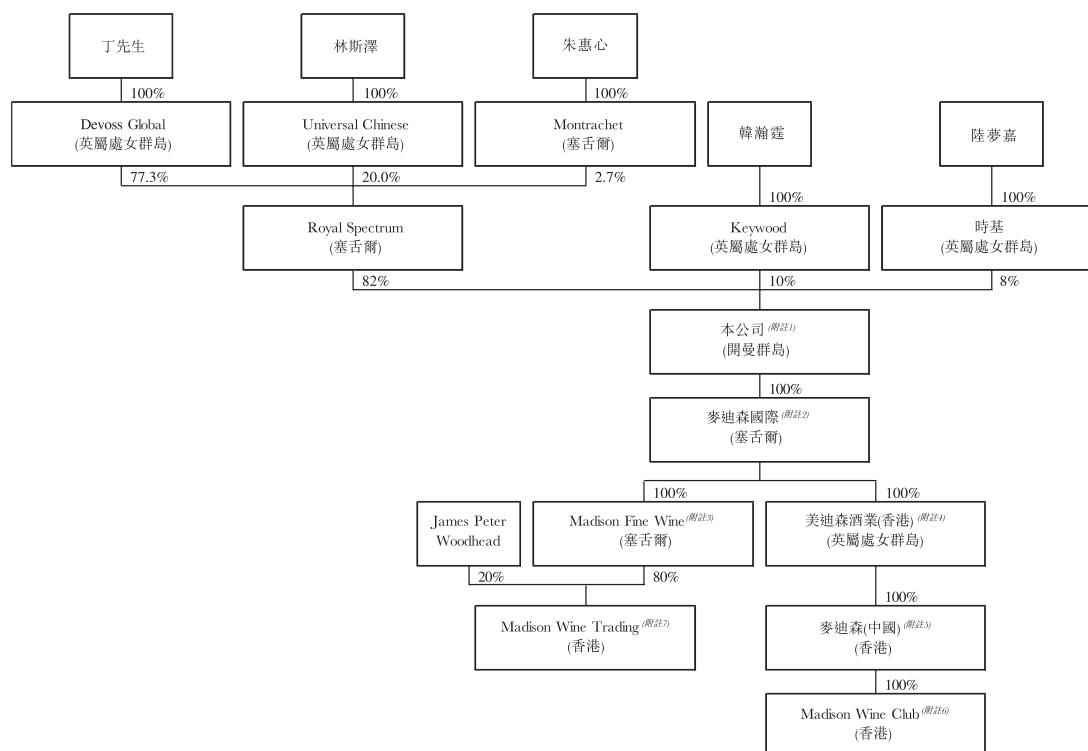 丁先生
林斯澤
朱惠心
100%
100%
100%
Devoss Global
(英屬處女群島)
Universal Chinese
(英屬處女群島)
Montrachet
(塞舌爾)
韓瀚霆
陸夢嘉
77.3%
20.0%
2.7%
100%
100%
Royal Spectrum
(塞舌爾)
Keywood
(英屬處女群島)
時基
(英屬處女群島)
82%
10%
8%
本公司(附註1)
(開曼群島)
100%
麥迪森國際(附註2)
(塞舌爾)
100%
100%
James Peter
Woodhead
Madison Fine Wine(附註3)
(塞舌爾)
美迪森酒業(香港)(附註4)
(英屬處女群島)
20%
80%
100%
Madison Wine Trading(附註7)
(香港)
麥迪森(中國)(附註5)
(香港)
100%
Madison Wine Club(附註6)
(香港)